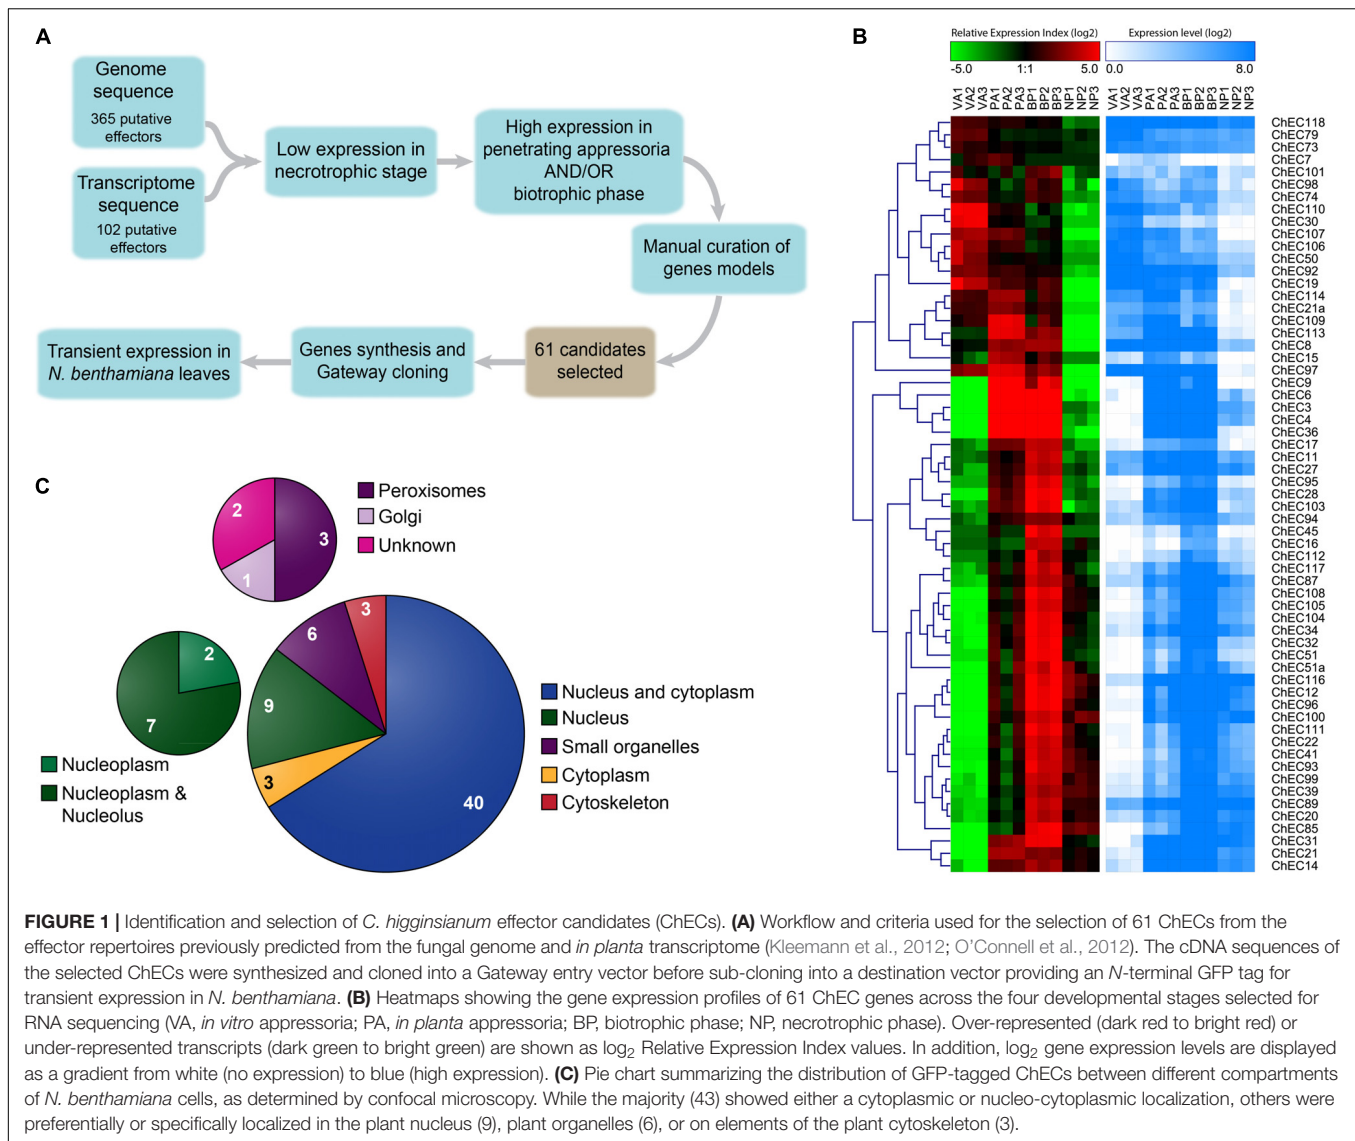 A
Genome
sequence
365 putative
effectors
Transcriptome
sequence
102 putative
effectors
Low expression in
necrotrophic stage
High expression in
penetrating appressoria
AND/OR
biotrophic phase
Manual curation of
genes models
61 candidates
selected
Genes synthesis and
Gateway cloning
Transient expression in
N. benthamiana leaves
B
Relative Expression Index (log2)
-5.0 1:1 5.0
Expression level (log2)
0.0 8.0
VA1 VA2 VA3 PA1 PA2 PA3 BP1 BP2 BP3 NP1 NP2 NP3
VA1 VA2 VA3 PA1 PA2 PA3 BP1 BP2 BP3 NP1 NP2 NP3
ChEC118
ChEC79
ChEC73
ChEC7
ChEC101
ChEC98
ChEC74
ChEC110
ChEC30
ChEC107
ChEC106
ChEC50
ChEC92
ChEC19
ChEC114
ChEC21a
ChEC109
ChEC113
ChEC8
ChEC15
ChEC97
ChEC9
ChEC6
ChEC3
ChEC4
ChEC36
ChEC17
ChEC11
ChEC27
ChEC95
ChEC28
ChEC103
ChEC94
ChEC45
ChEC16
ChEC112
ChEC117
ChEC87
ChEC108
ChEC105
ChEC104
ChEC34
ChEC32
ChEC51
ChEC51a
ChEC116
ChEC12
ChEC96
ChEC100
ChEC111
ChEC22
ChEC41
ChEC93
ChEC99
ChEC39
ChEC89
ChEC20
ChEC85
ChEC31
ChEC21
ChEC14
C
2
3
1
Peroxisomes
Golgi
Unknown
2
7
Nucleoplasm
Nucleoplasm &
Nucleolus
3
6
9
3
40
Nucleus and cytoplasm
Nucleus
Small organelles
Cytoplasm
Cytoskeleton
FIGURE 1 | Identification and selection of C. higginsianum effector candidates (ChECs). (A) Workflow and criteria used for the selection of 61 ChECs from the
effector repertoires previously predicted from the fungal genome and in planta transcriptome (Kleemann et al., 2012; O'Connell et al., 2012). The cDNA sequences of
the selected ChECs were synthesized and cloned into a Gateway entry vector before sub-cloning into a destination vector providing an N-terminal GFP tag for
transient expression in N. benthamiana. (B) Heatmaps showing the gene expression profiles of 61 ChEC genes across the four developmental stages selected for
RNA sequencing (VA, in vitro appressoria; PA, in planta appressoria; BP, biotrophic phase; NP, necrotrophic phase). Over-represented (dark red to bright red) or
under-represented transcripts (dark green to bright green) are shown as log2 Relative Expression Index values. In addition, log2 gene expression levels are displayed
as a gradient from white (no expression) to blue (high expression). (C) Pie chart summarizing the distribution of GFP-tagged ChECs between different compartments
of N. benthamiana cells, as determined by confocal microscopy. While the majority (43) showed either a cytoplasmic or nucleo-cytoplasmic localization, others were
preferentially or specifically localized in the plant nucleus (9), plant organelles (6), or on elements of the plant cytoskeleton (3).